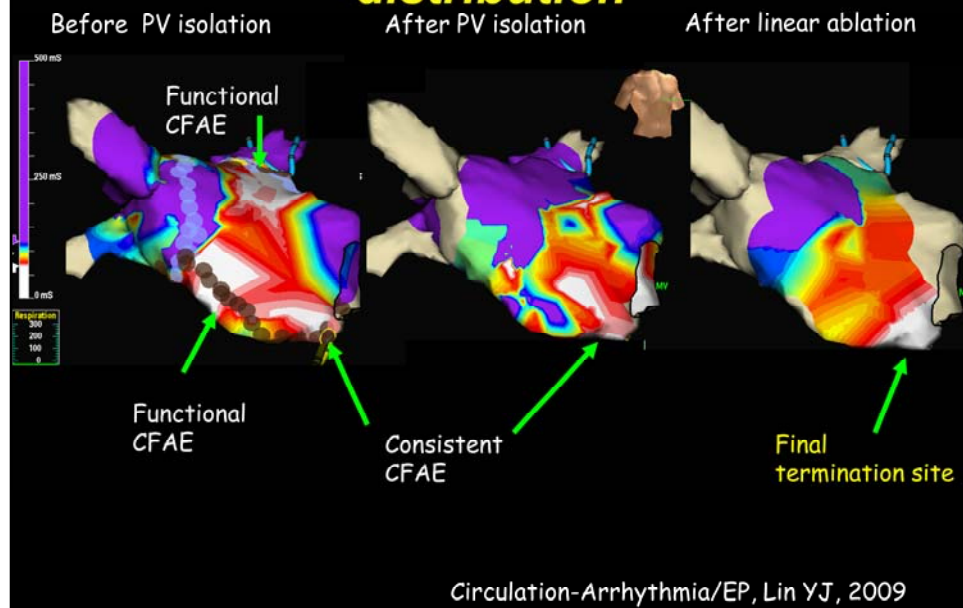 distribution
Before PV isolation
After PV isolation
After linear ablation
500 mS
250 mS
0 mS
Respiration
300
200
100
0
Functional
CFAE
MV
Functional
CFAE
Consistent
CFAE
Final
termination site
Circulation-Arrhythmia/EP, Lin YJ, 2009